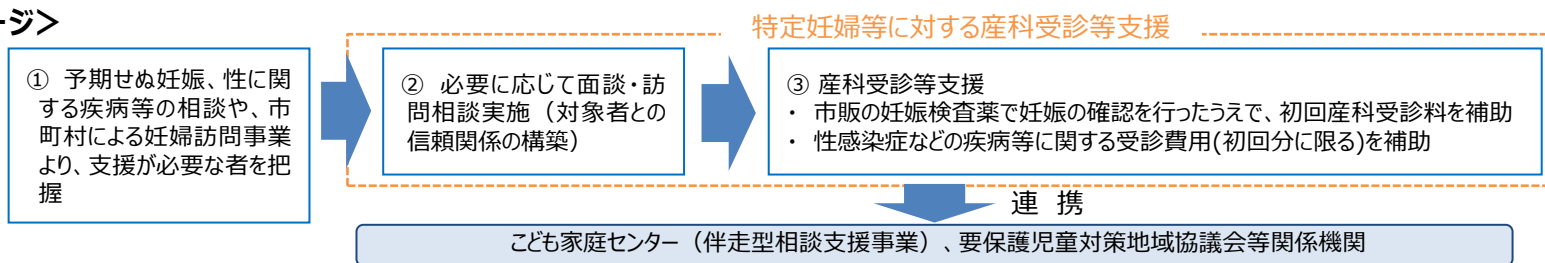 ージ＞
特定妊婦等に対する産科受診等支援
① 予期せぬ妊娠、性に関
する疾病等の相談や、市
町村による妊婦訪問事業
より、支援が必要な者を把
握
② 必要に応じて面談・訪
問相談実施（対象者との
信頼関係の構築）
③ 産科受診等支援
・ 市販の妊娠検査薬で妊娠の確認を行ったうえで、初回産科受診料を補助
・ 性感染症などの疾病等に関する受診費用(初回分に限る)を補助
連 携
こども家庭センター（伴走型相談支援事業）、要保護児童対策地域協議会等関係機関